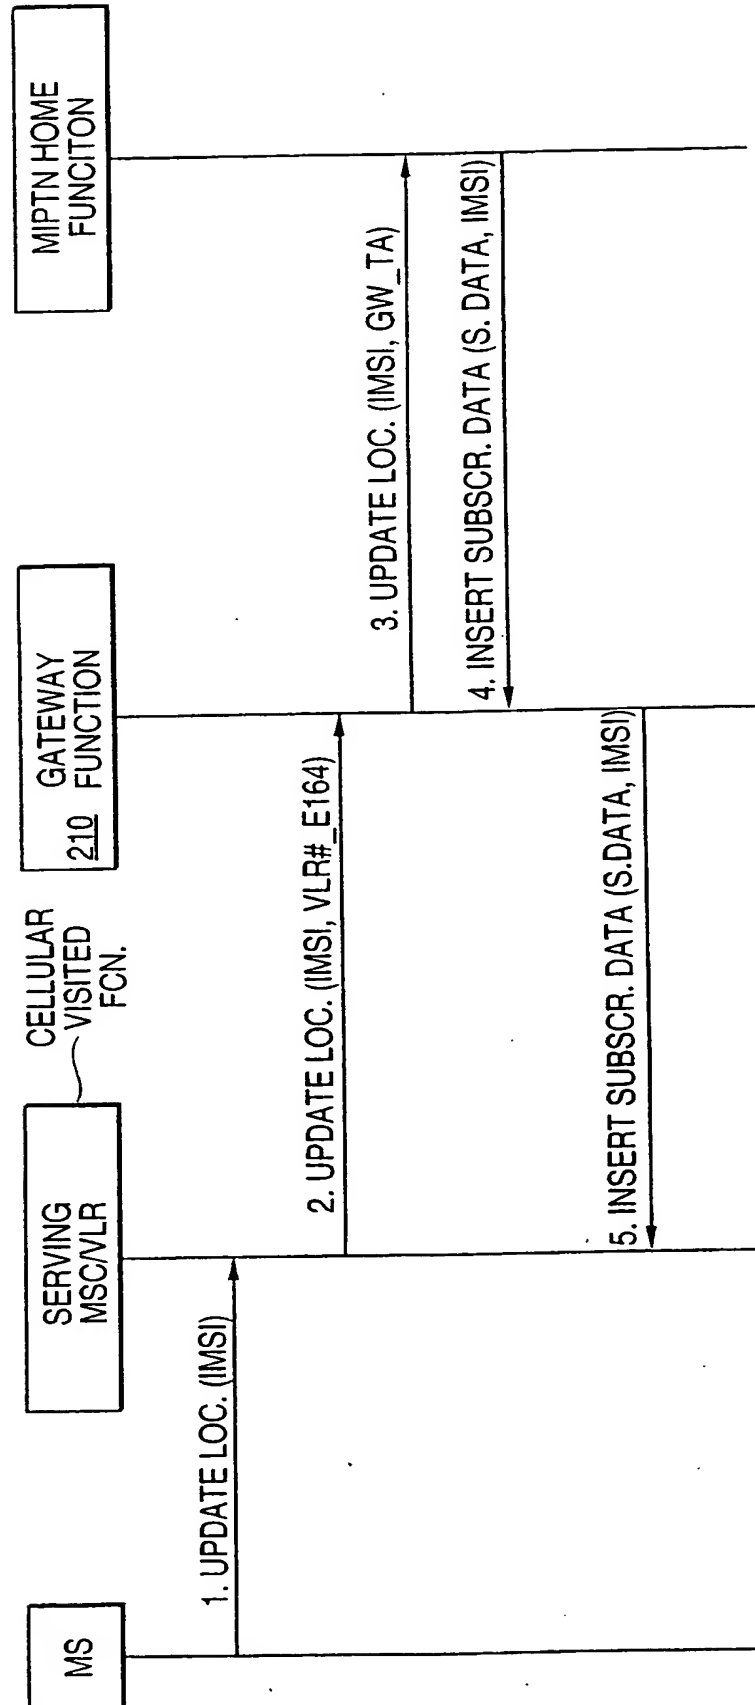 MS
SERVING
MSC/VLR
CELLULAR
VISITED
FCN.
210 GATEWAY
FUNCTION
MIPTN HOME
FUNCITON
1. UPDATE LOC. (IMSI)
2. UPDATE LOC. (IMSI, VLR#_E164)
3. UPDATE LOC. (IMSI, GW_TA)
4. INSERT SUBSCR. DATA (S. DATA, IMSI)
5. INSERT SUBSCR. DATA (S.DATA, IMSI)